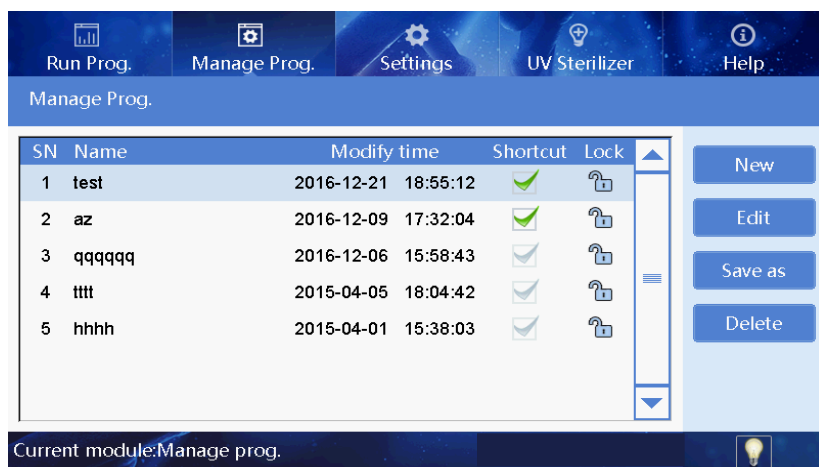 Run Prog. Manage Prog. Settings UV Sterilizer Help
Manage Prog.
SN Name Modify time Shortcut Lock
1 test 2016-12-21 18:55:12
2 az 2016-12-09 17:32:04
3 qqqqqq 2016-12-06 15:58:43
4 tttt 2015-04-05 18:04:42
5 hhhh 2015-04-01 15:38:03
New
Edit
Save as
Delete
Current module:Manage prog.